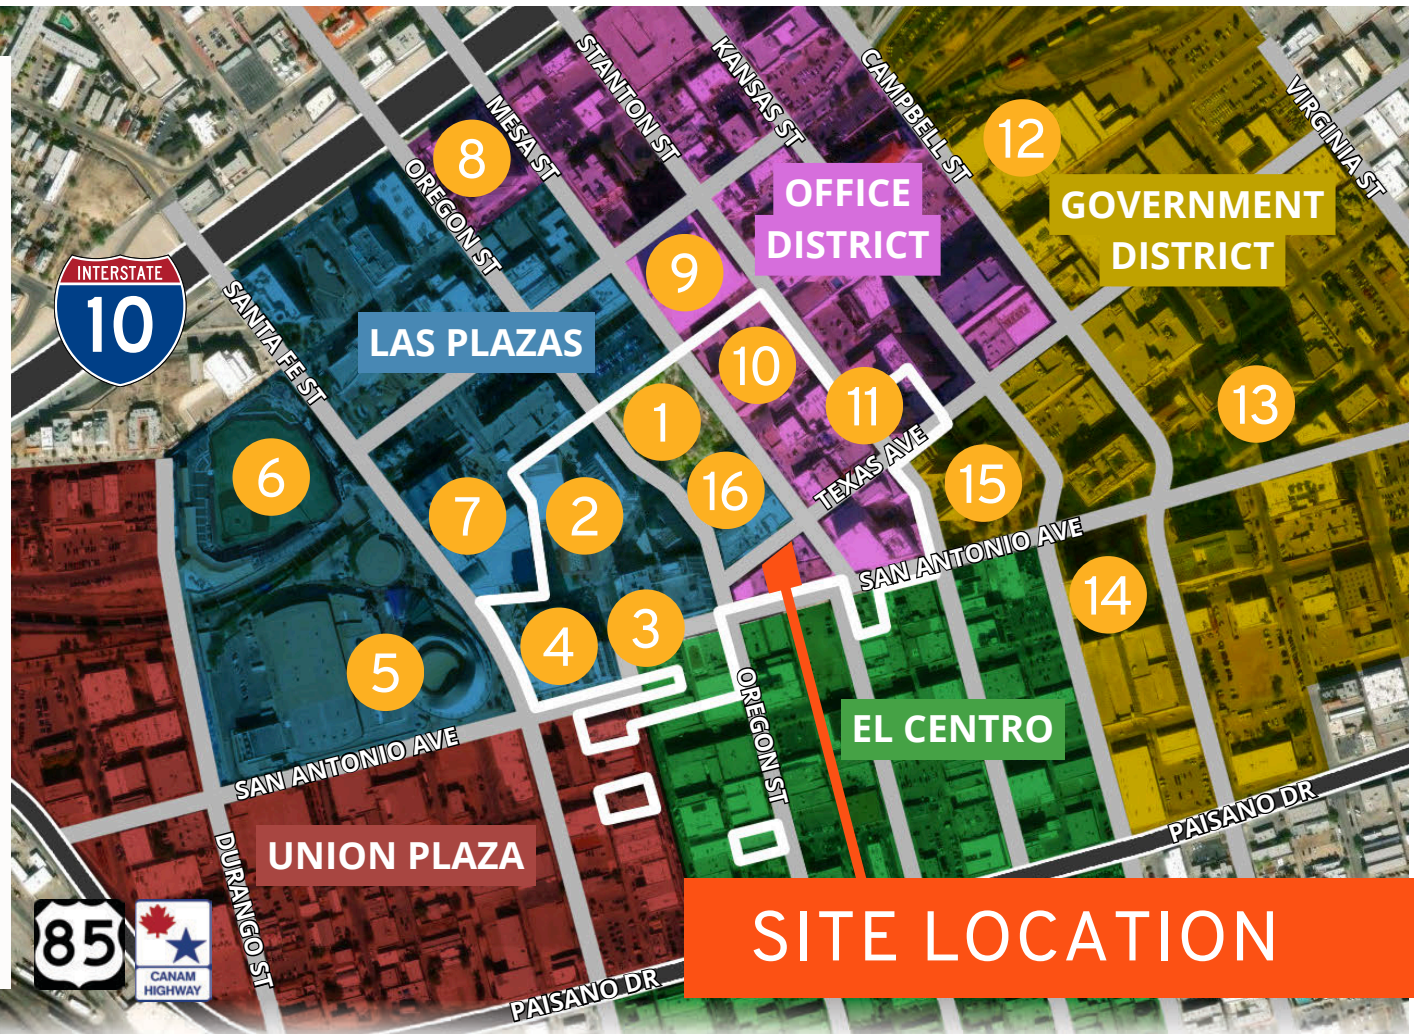 STANTON ST
KANSAS ST
CAMPBELL ST
VIRGINIA ST
MESA ST
OREGON ST
8
12
OFFICE
DISTRICT
GOVERNMENT
DISTRICT
INTERSTATE
10
SANTA FE ST
9
LAS PLAZAS
10
1
11
13
6
7
2
16
TEXAS AVE
15
SAN ANTONIO AVE
14
5
4
3
OREGON ST
EL CENTRO
SAN ANTONIO AVE
UNION PLAZA
DURANGO ST
PAISANO DR
85
CANAM
HIGHWAY
SITE LOCATION
PAISANO DR